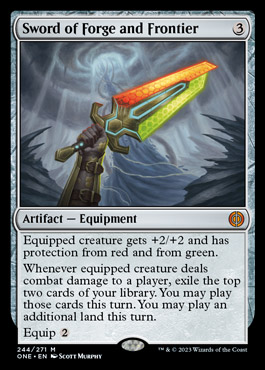 Sword of Forge and Frontier 3
Artifact — Equipment
Equipped creature gets +2/+2 and has
protection from red and from green.
Whenever equipped creature deals
combat damage to a player, exile the top
two cards of your library. You may play
those cards this turn. You may play an
additional land this turn.
Equip 2
244/271 M
ONE • EN Scott Murphy
™ & © 2023 Wizards of the Coast